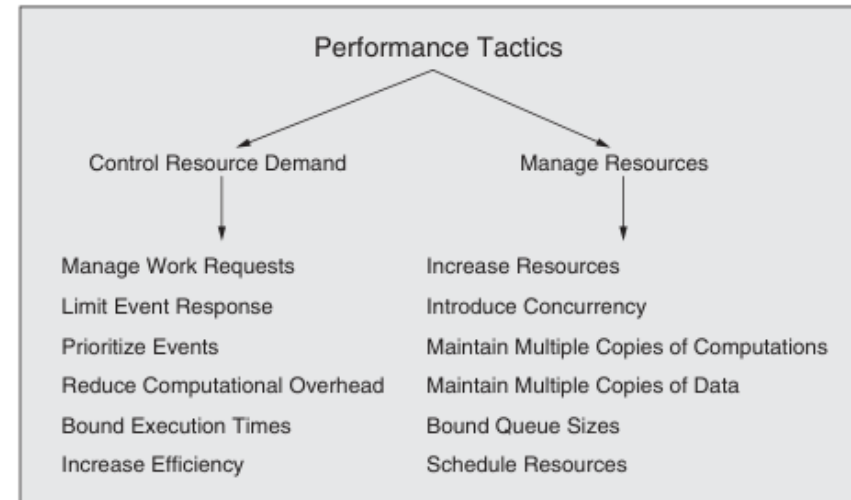 Performance Tactics
Control Resource Demand
Manage Resources
Manage Work Requests
Limit Event Response
Prioritize Events
Reduce Computational Overhead
Bound Execution Times
Increase Efficiency
Increase Resources
Introduce Concurrency
Maintain Multiple Copies of Computations
Maintain Multiple Copies of Data
Bound Queue Sizes
Schedule Resources